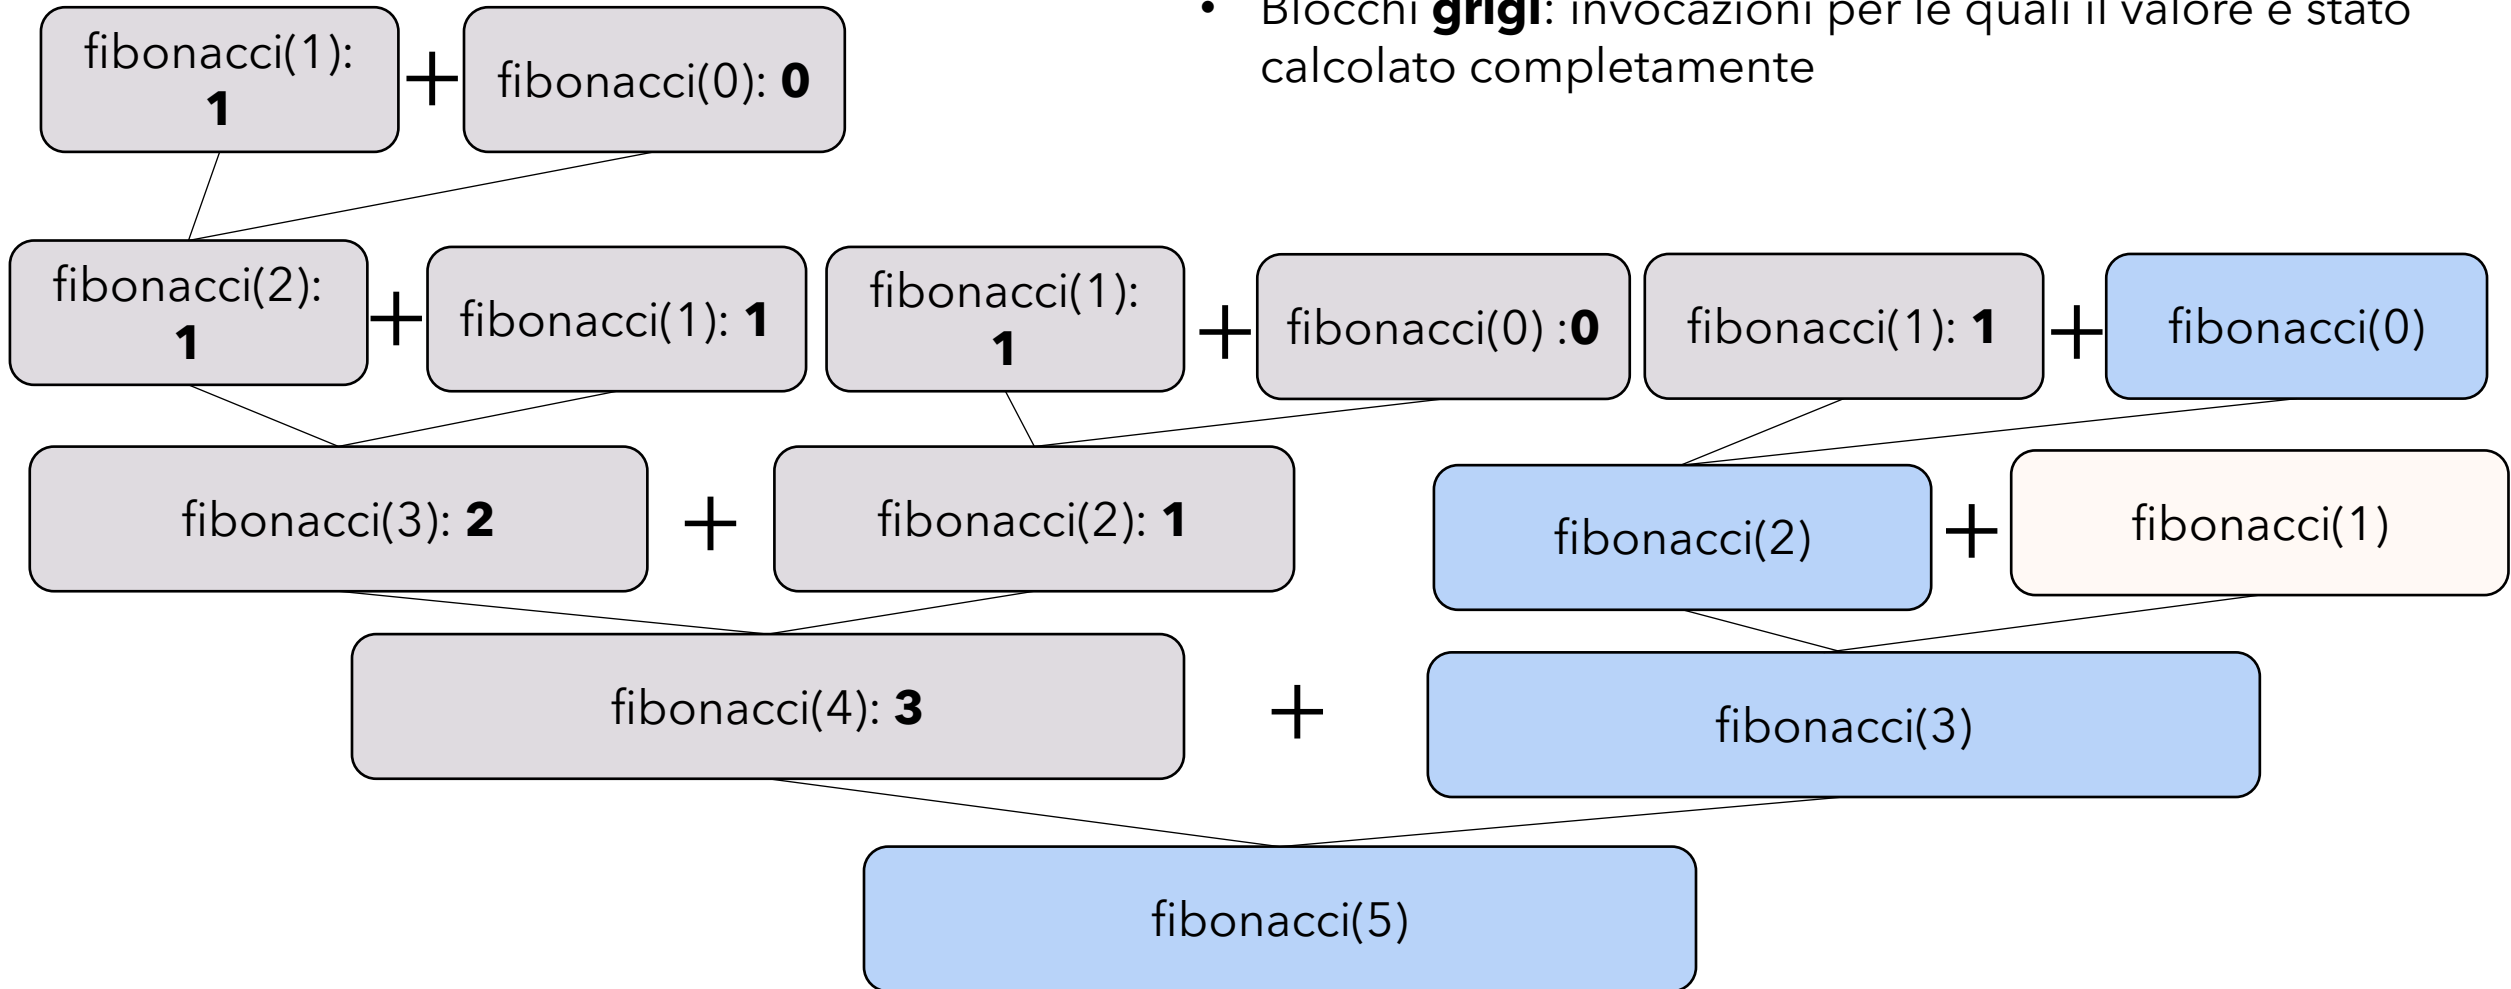 • Blocchi grigi: invocazioni per le quali il valore è stato
calcolato completamente
fibonacci(1):
1
+
fibonacci(0): 0
fibonacci(2):
1
+
fibonacci(1): 1
fibonacci(1):
1
+
fibonacci(0) :0
fibonacci(1): 1
+
fibonacci(0)
fibonacci(3): 2
+
fibonacci(2): 1
fibonacci(2)
+
fibonacci(1)
fibonacci(4): 3
+
fibonacci(3)
fibonacci(5)